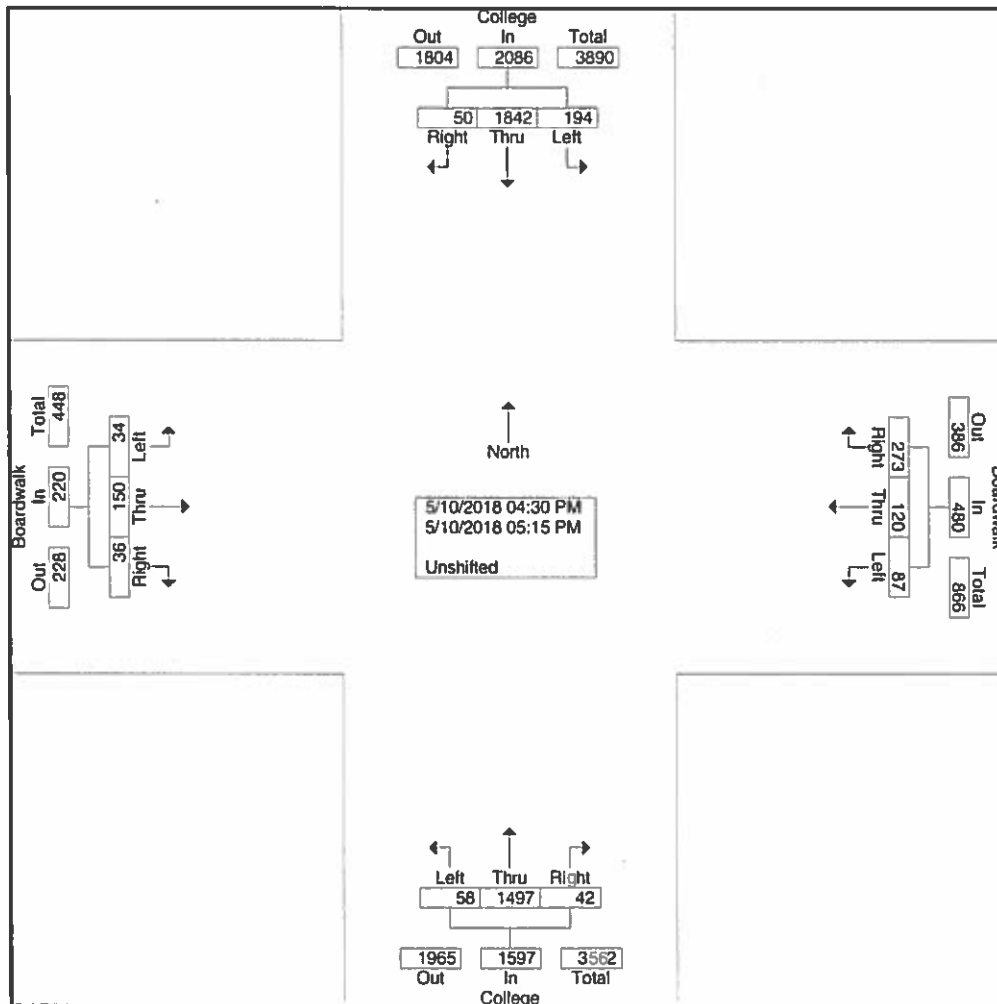 College
Out In Total
1804 2086 3890
50 1842 194
Right Thru Left
Total 448
In 220
Out 228
Boardwalk
34 Left
150 Thru
36 Right
North
5/10/2018 04:30 PM
5/10/2018 05:15 PM
Unshifted
Right 273
Thru 120
Left 87
Out 386
In 480
Total 866
Boardwalk
Left Thru Right
58 1497 42
1965 1597 3562
Out In Total
College